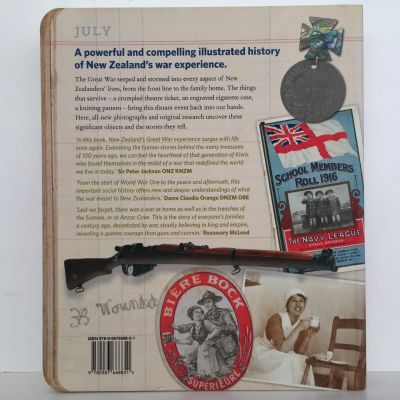 JULY
A powerful and compelling illustrated history
of New Zealand's war experience.
The Great War seeped and stormed into every aspect of New
Zealanders' lives, from the front line to the family home. The things
that survive – a crumpled theatre ticket, an engraved cigarette case,
a knitting pattern – bring this distant event back into our hands.
Here, all-new photographs and original research uncover these
significant objects and the stories they tell.
'In this book, New Zealand's Great War experience surges with life
once again. Examining the human stories behind the many treasures
of 100 years ago, we can feel the heartbeat of that generation of Kiwis
who found themselves in the midst of a war that redefined the world
we live in today.' Sir Peter Jackson ONZ KNZM
'From the start of World War One to the peace and aftermath, this
important social history offers new and deeper understandings of what
the war meant to New Zealanders.' Dame Claudia Orange DNZM OBE
'Lest we forget, there was a war at home as well as in the trenches of
the Somme, or at Anzac Cove. This is the story of everyone's families
a century ago, devastated by war, stoutly believing in king and empire,
revealing a quieter courage than guns and cannon.' Rosemary McLeod
SCHOOL MEMBERS
ROLL 1916
THE NAVY LEAGUE
Wounded
BIERE BOCK
SUPÉRIEURE